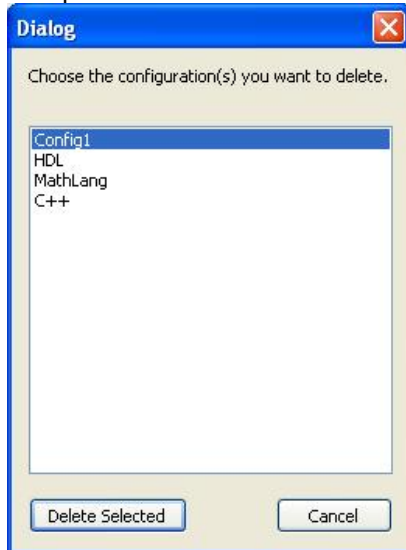 Dialog
Choose the configuration(s) you want to delete.
Config1
HDL
MathLang
C++
Delete Selected
Cancel